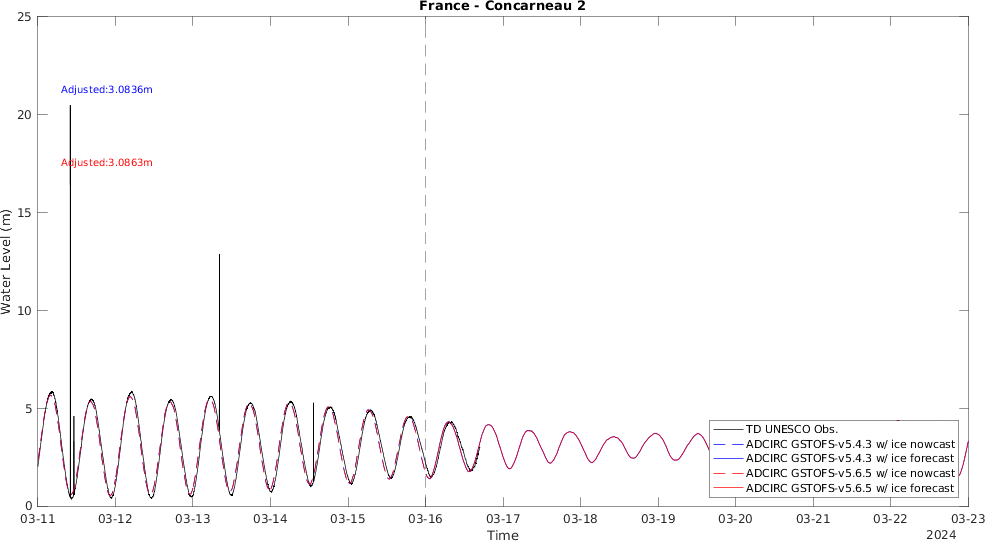 France - Concarneau 2
25
20
15
10
5
0
Water Level (m)
Adjusted:3.0836m
Adjusted:3.0863m
TD UNESCO Obs.
ADCIRC GSTOFS-v5.4.3 w/ ice nowcast
ADCIRC GSTOFS-v5.4.3 w/ ice forecast
ADCIRC GSTOFS-v5.6.5 w/ ice nowcast
ADCIRC GSTOFS-v5.6.5 w/ ice forecast
03-11 03-12 03-13 03-14 03-15 03-16 03-17 03-18 03-19 03-20 03-21 03-22 03-23
Time
2024